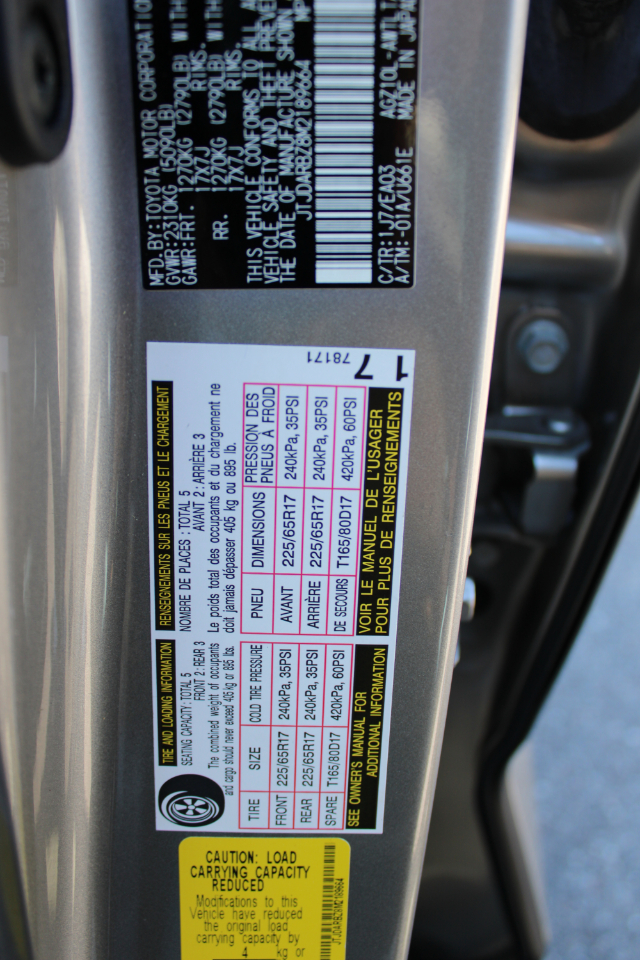 MFD.BY: TOYOTA MOTOR CORPORATION
GVWR: 2310KG (5090LB)
GAWR: FRT. 1270KG (2790LB) WITH
17X7J RIMS.
RR. 1270KG (2790LB) WITH
17X7J RIMS.
THIS VEHICLE CONFORMS TO ALL
VEHICLE SAFETY AND THEFT PREVE
THE DATE OF MANUFACTURE SHOWN
JTJDARBZ8M2189664 MP
C/TR: 1J7/EA03 AGZ10L-AWTLT
A/TM: -01A/U661E MADE IN JAPAN
TIRE AND LOADING INFORMATION
SEATING CAPACITY : TOTAL 5
FRONT 2 : REAR 3
The combined weight of occupants
and cargo should never exceed 405 kg or 895 lbs.
TIRE SIZE COLD TIRE PRESSURE
FRONT 225/65R17 240kPa, 35PSI
REAR 225/65R17 240kPa, 35PSI
SPARE T165/80D17 420kPa, 60PSI
SEE OWNER'S MANUAL FOR
ADDITIONAL INFORMATION
RENSEIGNEMENTS SUR LES PNEUS ET LE CHARGEMENT
NOMBRE DE PLACES : TOTAL 5
AVANT 2 : ARRIÈRE 3
Le poids total des occupants et du chargement ne
doit jamais dépasser 405 kg ou 895 lb.
PNEU DIMENSIONS PRESSION DES
PNEUS À FROID
AVANT 225/65R17 240kPa, 35PSI
ARRIÈRE 225/65R17 240kPa, 35PSI
DE SECOURS T165/80D17 420kPa, 60PSI
VOIR LE MANUEL DE L'USAGER
POUR PLUS DE RENSEIGNEMENTS
78171
1 7
CAUTION: LOAD
CARRYING CAPACITY
REDUCED
Modifications to this
Vehicle have reduced
the original load
carrying capacity by
4 kg or
JTJDARBZ8M2189664